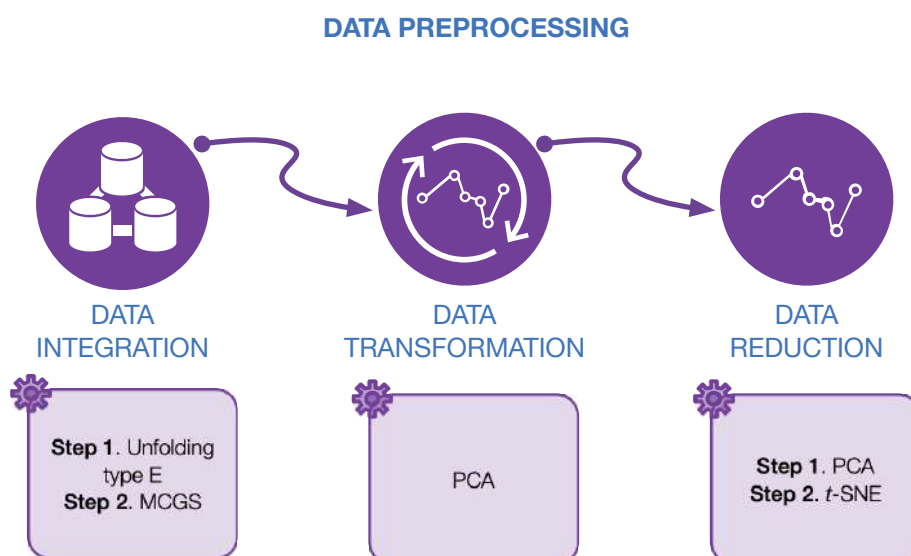 DATA PREPROCESSING
DATA
INTEGRATION
DATA
TRANSFORMATION
DATA
REDUCTION
Step 1. Unfolding
type E
Step 2. MCGS
PCA
Step 1. PCA
Step 2. t-SNE